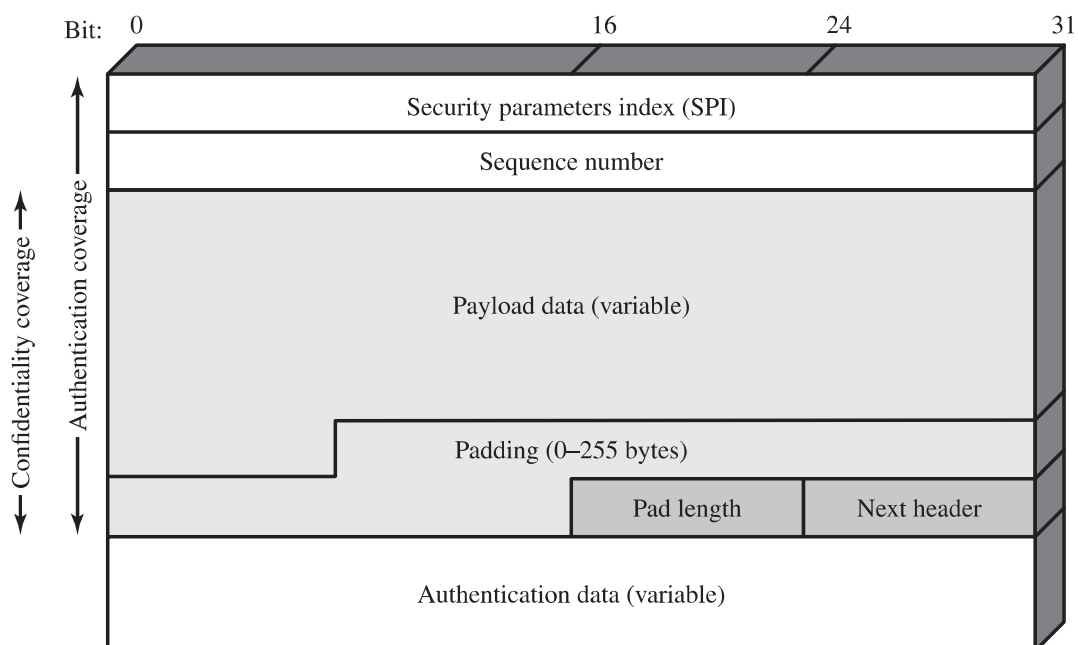 Bit: 0 16 24 31
Security parameters index (SPI)
Sequence number
Payload data (variable)
Padding (0–255 bytes)
Pad length
Next header
Authentication data (variable)
Confidentiality coverage
Authentication coverage